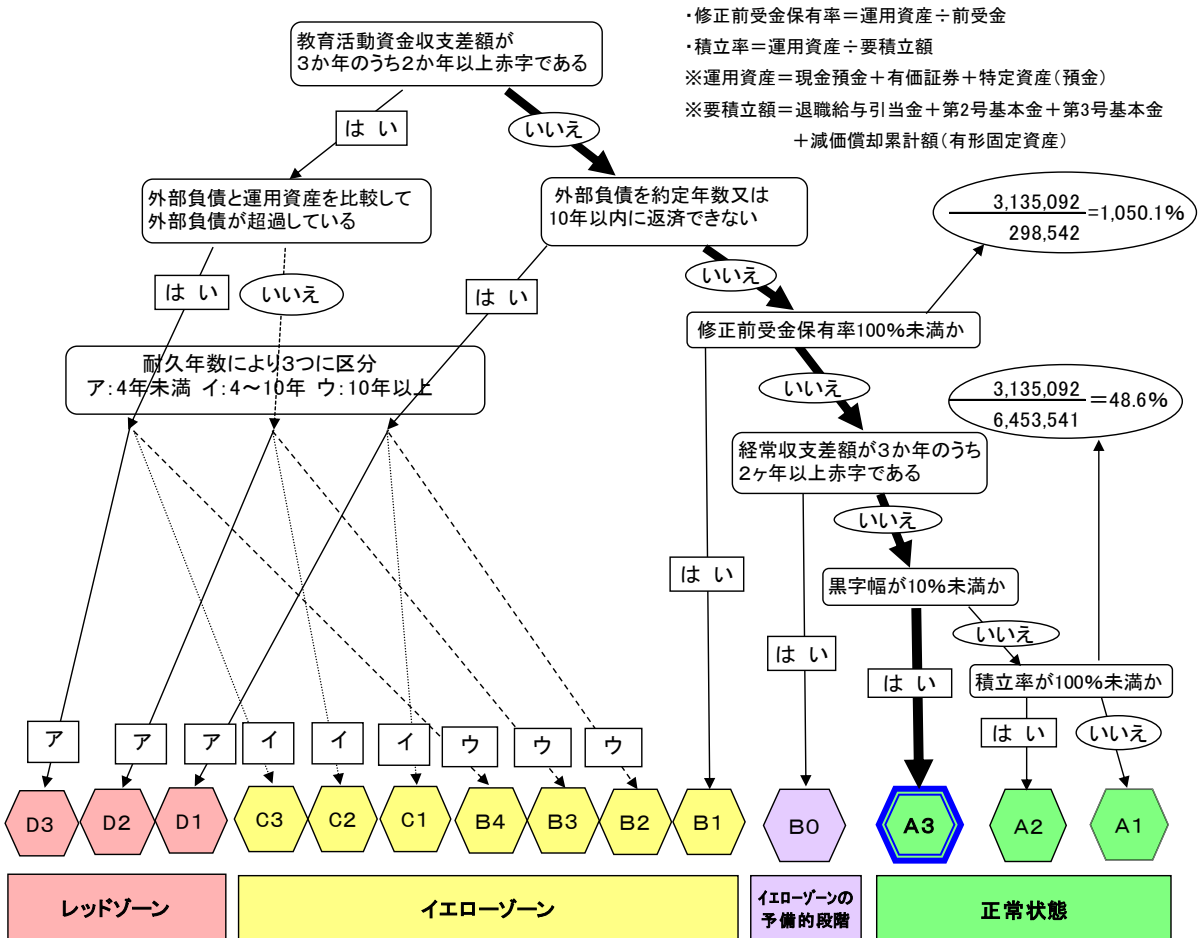 ・修正前受金保有率＝運用資産÷前受金
・積立率＝運用資産÷要積立額
※運用資産＝現金預金＋有価証券＋特定資産（預金）
※要積立額＝退職給与引当金＋第2号基本金＋第3号基本金
＋減価償却累計額（有形固定資産）
教育活動資金収支差額が
3か年のうち2か年以上赤字である
は い
いいえ
外部負債と運用資産を比較して
外部負債が超過している
外部負債を約定年数又は
10年以内に返済できない
3,135,092
298,542
=1,050.1%
は い
いいえ
は い
いいえ
修正前受金保有率100%未満か
耐久年数により3つに区分
ア：4年未満 イ：4～10年 ウ：10年以上
いいえ
3,135,092
6,453,541
＝48.6%
経常収支差額が3か年のうち
2ヶ年以上赤字である
いいえ
は い
黒字幅が10%未満か
いいえ
は い
は い
積立率が100%未満か
は い
いいえ
ア
ア
ア
イ
イ
イ
ウ
ウ
ウ
D3
D2
D1
C3
C2
C1
B4
B3
B2
B1
B0
A3
A2
A1
レッドゾーン
イエローゾーン
イエローゾーンの
予備的段階
正常状態